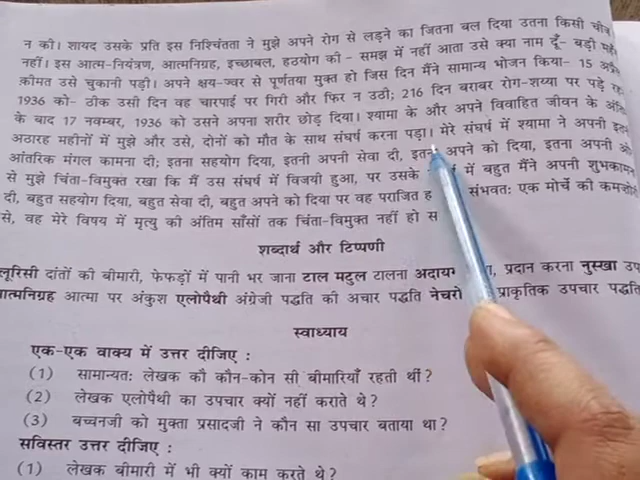 न की। शायद उसके प्रति इस निश्चिंतता ने मुझे अपने रोग से लड़ने का जितना बल दिया उतना किसी चीज़
नहीं। इस आत्म-नियंत्रण, आत्मनिग्रह, इच्छाबल, हठयोग की - समझ में नहीं आता उसे क्या नाम दूँ- बड़ी
क़ीमत उसे चुकानी पड़ी। अपने क्षय-ज्वर से पूर्णतया मुक्त हो जिस दिन मैंने सामान्य भोजन किया- 15
1936 को- ठीक उसी दिन वह चारपाई पर गिरी और फिर न उठी; 216 दिन बराबर रोग-शय्या पर पड़े
के बाद 17 नवम्बर, 1936 को उसने अपना शरीर छोड़ दिया। श्यामा के और अपने विवाहित जीवन के
अठारह महीनों में मुझे और उसे, दोनों को मौत के साथ संघर्ष करना पड़ा। मेरे संघर्ष में श्यामा ने अपनी
आंतरिक मंगल कामना दी; इतना सहयोग दिया, इतनी अपनी सेवा दी, अपने को दिया, इतना अपनी
से मुझे चिंता-विमुक्त रखा कि मैं उस संघर्ष में विजयी हुआ, पर उसके में बहुत मैंने अपनी शुभकामना
दी, बहुत सहयोग दिया, बहुत सेवा दी, बहुत अपने को दिया पर वह पराजित संभवत: एक मोर्चे की
से, वह मेरे विषय में मृत्यु की अंतिम साँसों तक चिंता-विमुक्त नहीं हो
शब्दार्थ और टिप्पणी
लूरिसी दांतों की बीमारी, फेफड़ों में पानी भर जाना टाल मटुल टालना प्रदान करना नुस्खा
आत्मनिग्रह आत्मा पर अंकुश एलोपैथी अंग्रेजी पद्धति की अचार पद्धति प्राकृतिक उपचार पद्धति
स्वाध्याय
एक-एक वाक्य में उत्तर दीजिए :
(1) सामान्यत: लेखक कौ कौन-कोन सी बीमारियाँ रहती थीं?
(2) लेखक एलोपैथी का उपचार क्यों नहीं कराते थे?
(3) बच्चनजी को मुक्ता प्रसादजी ने कौन सा उपचार बताया था?
सविस्तर उत्तर दीजिए :
(1) लेखक बीमारी में भी क्यों काम करते थे?